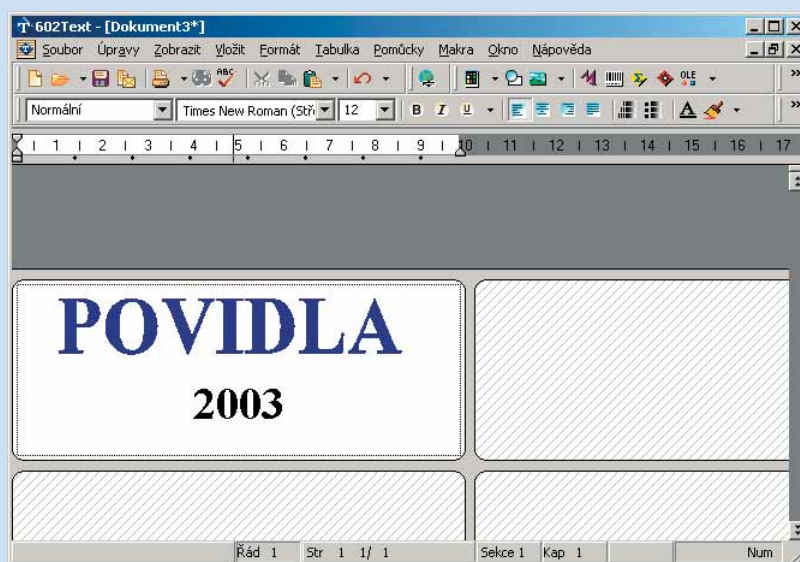 602Text - [Dokument3*]
Soubor Úpravy Zobrazit Vložit Formát Tabulka Pomůcky Makra Okno Nápověda
ABC OLE
Normální Times New Roman (Stř 12 B I U A
1 2 3 4 5 6 7 8 9 10 11 12 13 14 15 16 17
POVIDLA
2003
Řád 1 Str 1 1/ 1 Sekce 1 Kap 1 Num